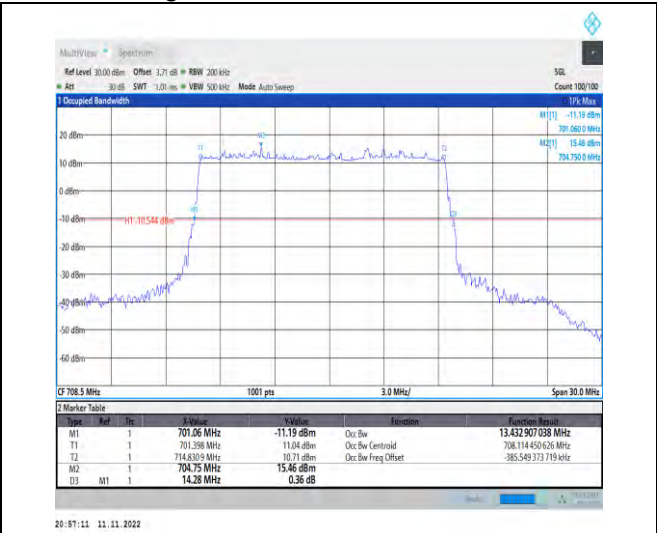 MultiView Spectrum
Ref Level 30.00 dBm Offset 3.71 dB RBW 200 kHz SGL
Att 30 dB SWT 1.01 ms VBW 500 kHz Mode Auto Sweep Count 100/100
1 Occupied Bandwidth 1Pk Max
M1[1] -11.19 dBm
701.060 0 MHz
M2[1] 15.46 dBm
704.750 0 MHz
20 dBm
M2
T1 T2
10 dBm
0 dBm
M1
-10 dBm H1 -10.544 dBm
D3
-20 dBm
-30 dBm
-40 dBm
-50 dBm
-60 dBm
CF 708.5 MHz 1001 pts 3.0 MHz/ Span 30.0 MHz
2 Marker Table
Type Ref Trc X-Value Y-Value Function Function Result
M1 1 701.06 MHz -11.19 dBm Occ Bw 13.432 907 038 MHz
T1 1 701.398 MHz 11.04 dBm Occ Bw Centroid 708.114 450 626 MHz
T2 1 714.830 9 MHz 10.71 dBm Occ Bw Freq Offset -385.549 373 719 kHz
M2 1 704.75 MHz 15.46 dBm
D3 M1 1 14.28 MHz 0.36 dB
20:57:11 11.11.2022